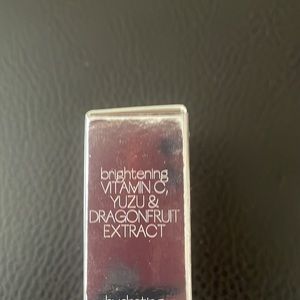 brightening
VITAMIN C,
YUZU &
DRAGONFRUIT
EXTRACT